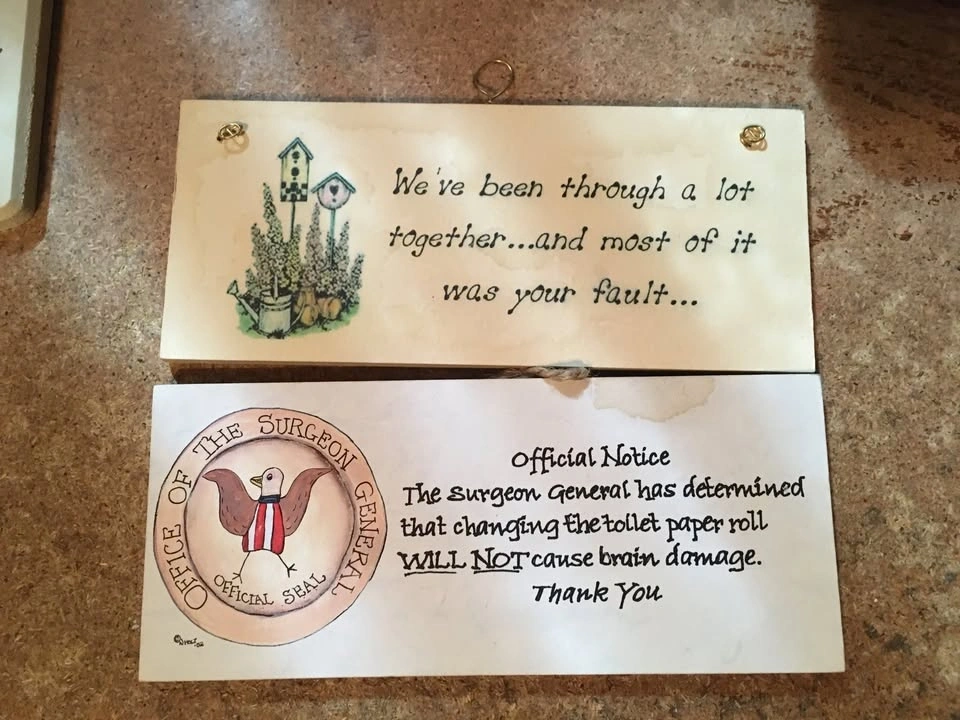 We've been through a lot
together...and most of it
was your fault...
OFFICE OF THE SURGEON GENERAL
OFFICIAL SEAL
Official Notice
The Surgeon General has determined
that changing the toilet paper roll
WILL NOT cause brain damage.
Thank You